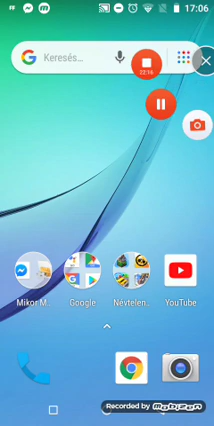 17:06
Keresés...
22:16
Mikor M...
Google
Névtelen...
YouTube
Recorded by mobizen